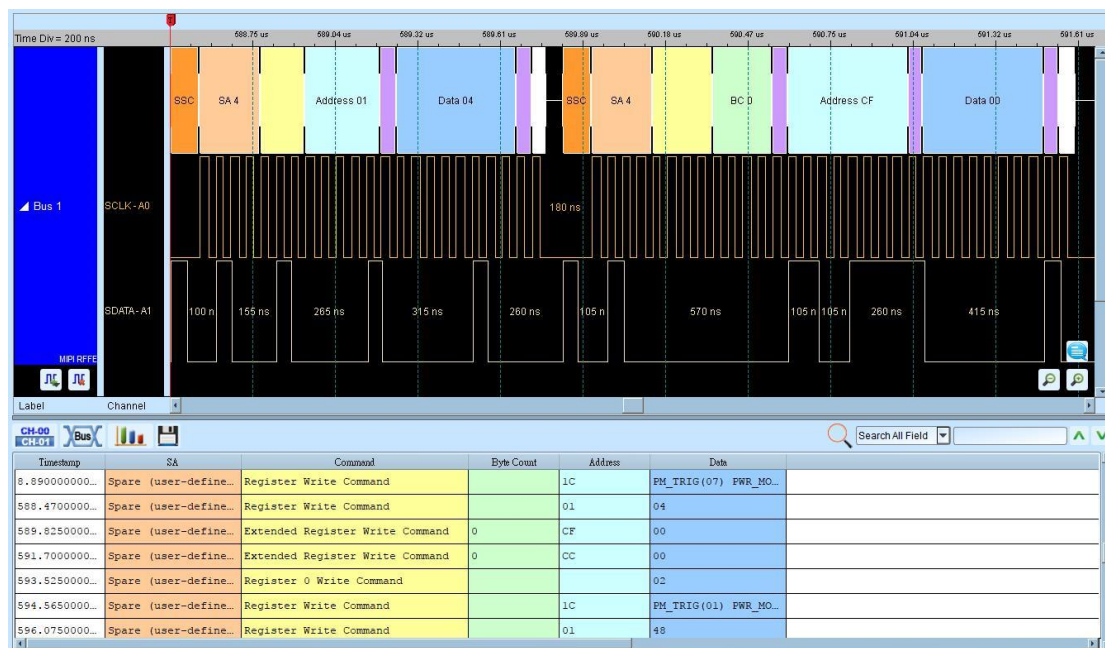 Time Div = 200 ns
588.75 us 589.04 us 589.32 us 589.61 us 589.89 us 590.18 us 590.47 us 590.75 us 591.04 us 591.32 us 591.61 us
SSC SA 4 Address 01 Data 04 SSC SA 4 BC 0 Address CF Data 00
Bus 1 SCLK-A0 180 ns
SDATA-A1 100 n 155 ns 265 ns 315 ns 260 ns 105 n 570 ns 105 n 105 n 260 ns 415 ns
MIPI RFFE
Label Channel
CH-00
CH-01 Bus Search All Field
Timestamp SA Command Byte Count Address Data
8.890000000... Spare (user-define... Register Write Command 1C PM_TRIG(07) PWR_MO...
588.4700000... Spare (user-define... Register Write Command 01 04
589.8250000... Spare (user-define... Extended Register Write Command 0 CF 00
591.7000000... Spare (user-define... Extended Register Write Command 0 CC 00
593.5250000... Spare (user-define... Register 0 Write Command 02
594.5650000... Spare (user-define... Register Write Command 1C PM_TRIG(01) PWR_MO...
596.0750000... Spare (user-define... Register Write Command 01 48